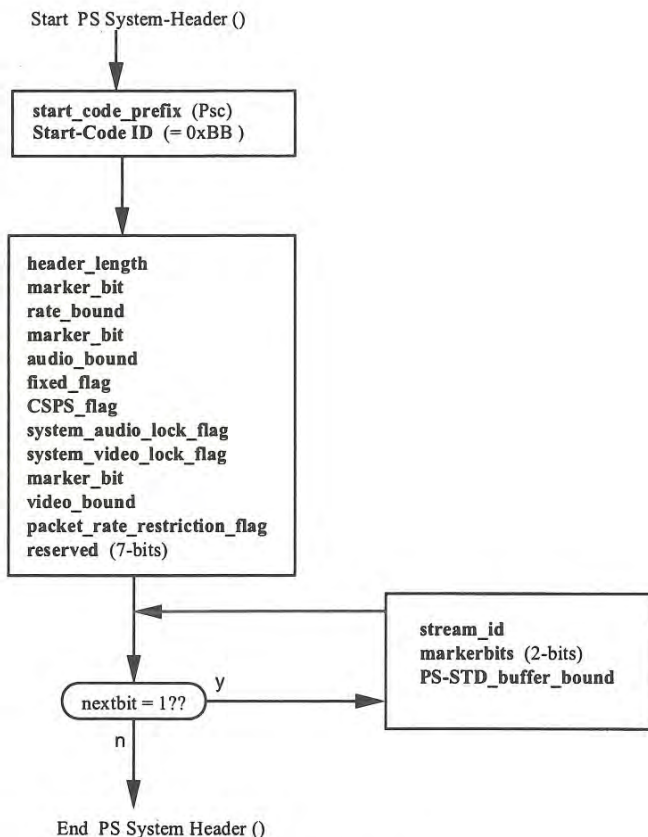 Start PS System-Header ()
start_code_prefix (Psc)
Start-Code ID (= 0xBB )
header_length
marker_bit
rate_bound
marker_bit
audio_bound
fixed_flag
CSPS_flag
system_audio_lock_flag
system_video_lock_flag
marker_bit
video_bound
packet_rate_restriction_flag
reserved (7-bits)
stream_id
markerbits (2-bits)
PS-STD_buffer_bound
nextbit = 1??
y
n
End PS System Header ()